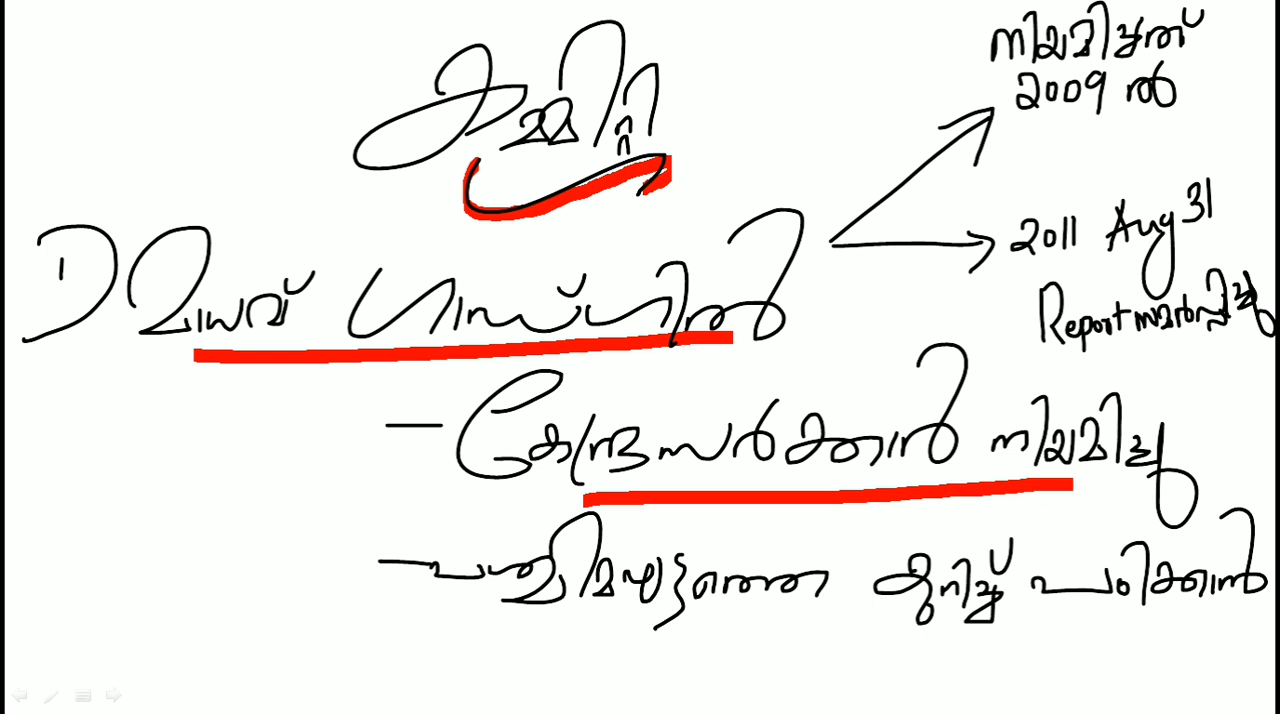 കമ്മിറ്റി
നിയമിച്ചത്
2009 ൽ
1) മാധവ് ഗാഡ്ഗിൽ
2011 Aug 31
Report സമർപ്പിച്ചു
– കേന്ദ്രസർക്കാർ നിയമിച്ചു
– പശ്ചിമഘട്ടത്തെ കുറിച്ച് പഠിക്കാൻ